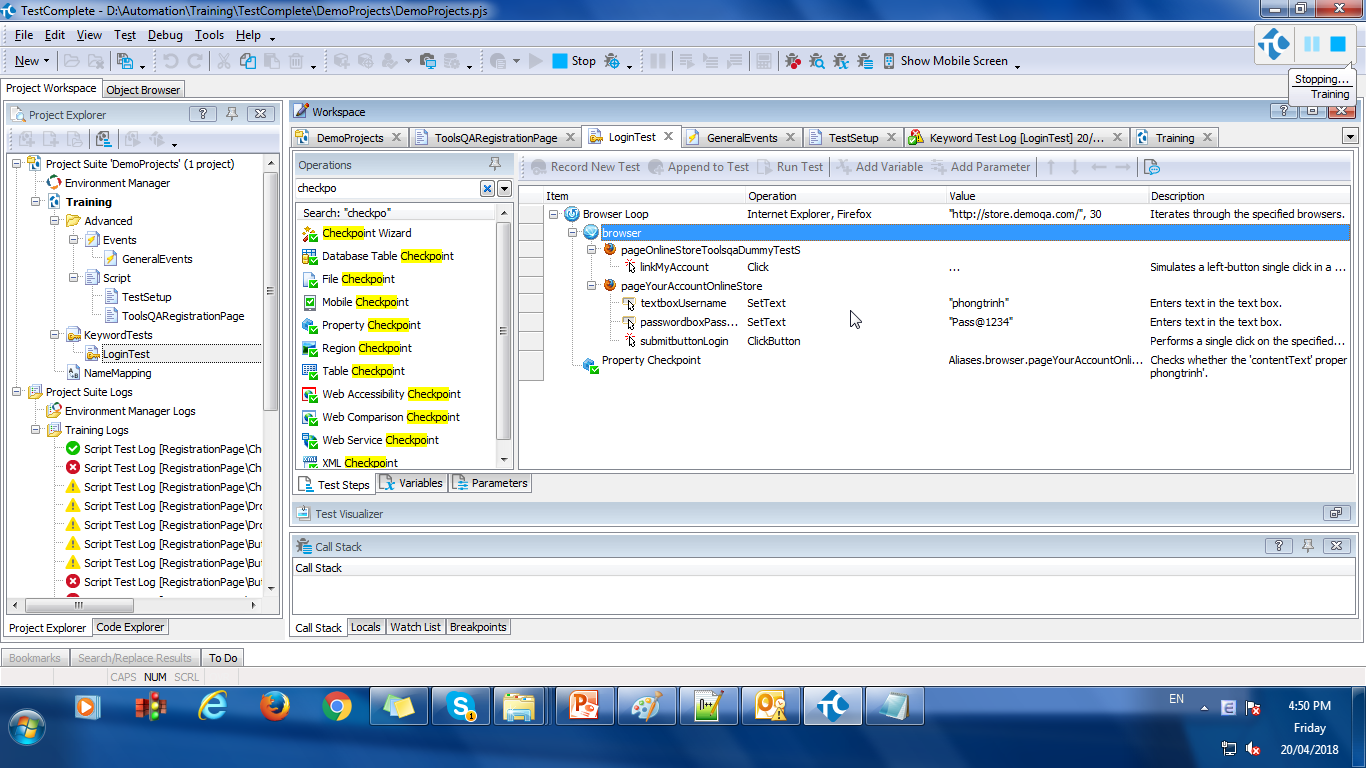 TestComplete - D:\Automation\Training\TestComplete\DemoProjects\DemoProjects.pjs
File Edit View Test Debug Tools Help
New Stop Show Mobile Screen
Stopping...
Training
Project Workspace Object Browser
Project Explorer
Project Suite 'DemoProjects' (1 project)
Environment Manager
Training
Advanced
Events
GeneralEvents
Script
TestSetup
ToolsQARegistrationPage
KeywordTests
LoginTest
NameMapping
Project Suite Logs
Environment Manager Logs
Training Logs
Script Test Log [RegistrationPage\Ch
Script Test Log [RegistrationPage\Ch
Script Test Log [RegistrationPage\Ch
Script Test Log [RegistrationPage\Dro
Script Test Log [RegistrationPage\Dro
Script Test Log [RegistrationPage\But
Script Test Log [RegistrationPage\But
Script Test Log [RegistrationPage\But
Project Explorer Code Explorer
Workspace
DemoProjects ToolsQARegistrationPage LoginTest GeneralEvents TestSetup Keyword Test Log [LoginTest] 20/... Training
Operations
checkpo
Search: "checkpo"
Checkpoint Wizard
Database Table Checkpoint
File Checkpoint
Mobile Checkpoint
Property Checkpoint
Region Checkpoint
Table Checkpoint
Web Accessibility Checkpoint
Web Comparison Checkpoint
Web Service Checkpoint
XML Checkpoint
Record New Test Append to Test Run Test Add Variable Add Parameter
Item Operation Value Description
Browser Loop Internet Explorer, Firefox "http://store.demoqa.com/", 30 Iterates through the specified browsers.
browser
pageOnlineStoreToolsqaDummyTestS
linkMyAccount Click ... Simulates a left-button single click in a ...
pageYourAccountOnlineStore
textboxUsername SetText "phongtrinh" Enters text in the text box.
passwordboxPass... SetText "Pass@1234" Enters text in the text box.
submitbuttonLogin ClickButton Performs a single click on the specified...
Property Checkpoint Aliases.browser.pageYourAccountOnli... Checks whether the 'contentText' proper
phongtrinh'.
Test Steps Variables Parameters
Test Visualizer
Call Stack
Call Stack
Call Stack Locals Watch List Breakpoints
Bookmarks Search/Replace Results To Do
CAPS NUM SCRL
EN
4:50 PM
Friday
20/04/2018